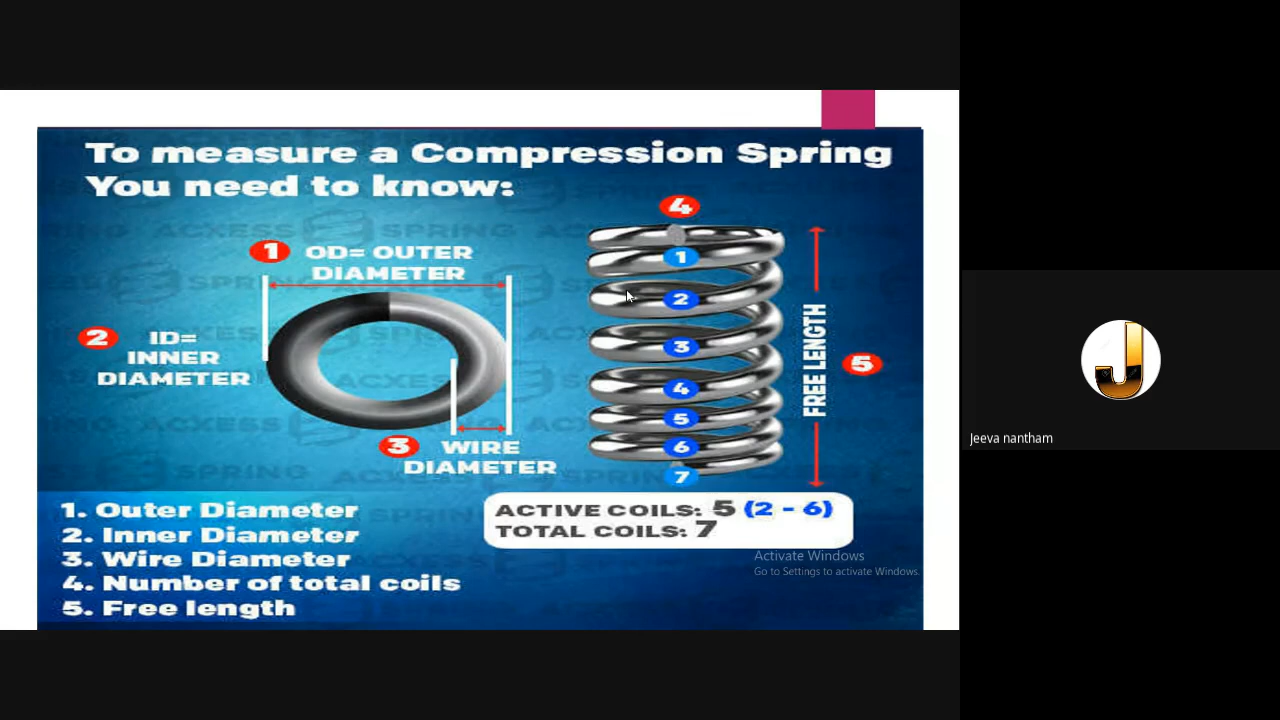 To measure a Compression Spring
You need to know:
4
1 OD= OUTER
DIAMETER
2 ID=
INNER
DIAMETER
3 WIRE
DIAMETER
1
2
3
4
5
6
7
FREE LENGTH
5
1. Outer Diameter
2. Inner Diameter
3. Wire Diameter
4. Number of total coils
5. Free length
ACTIVE COILS: 5 (2 - 6)
TOTAL COILS: 7
Activate Windows
Go to Settings to activate Windows.
J
Jeeva nantham